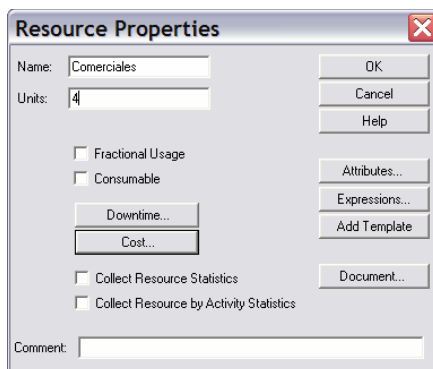 Resource Properties
Name: Comerciales
OK
Units: 4
Cancel
Help
Fractional Usage
Consumable
Attributes...
Expressions...
Downtime...
Add Template
Cost...
Collect Resource Statistics
Document...
Collect Resource by Activity Statistics
Comment: